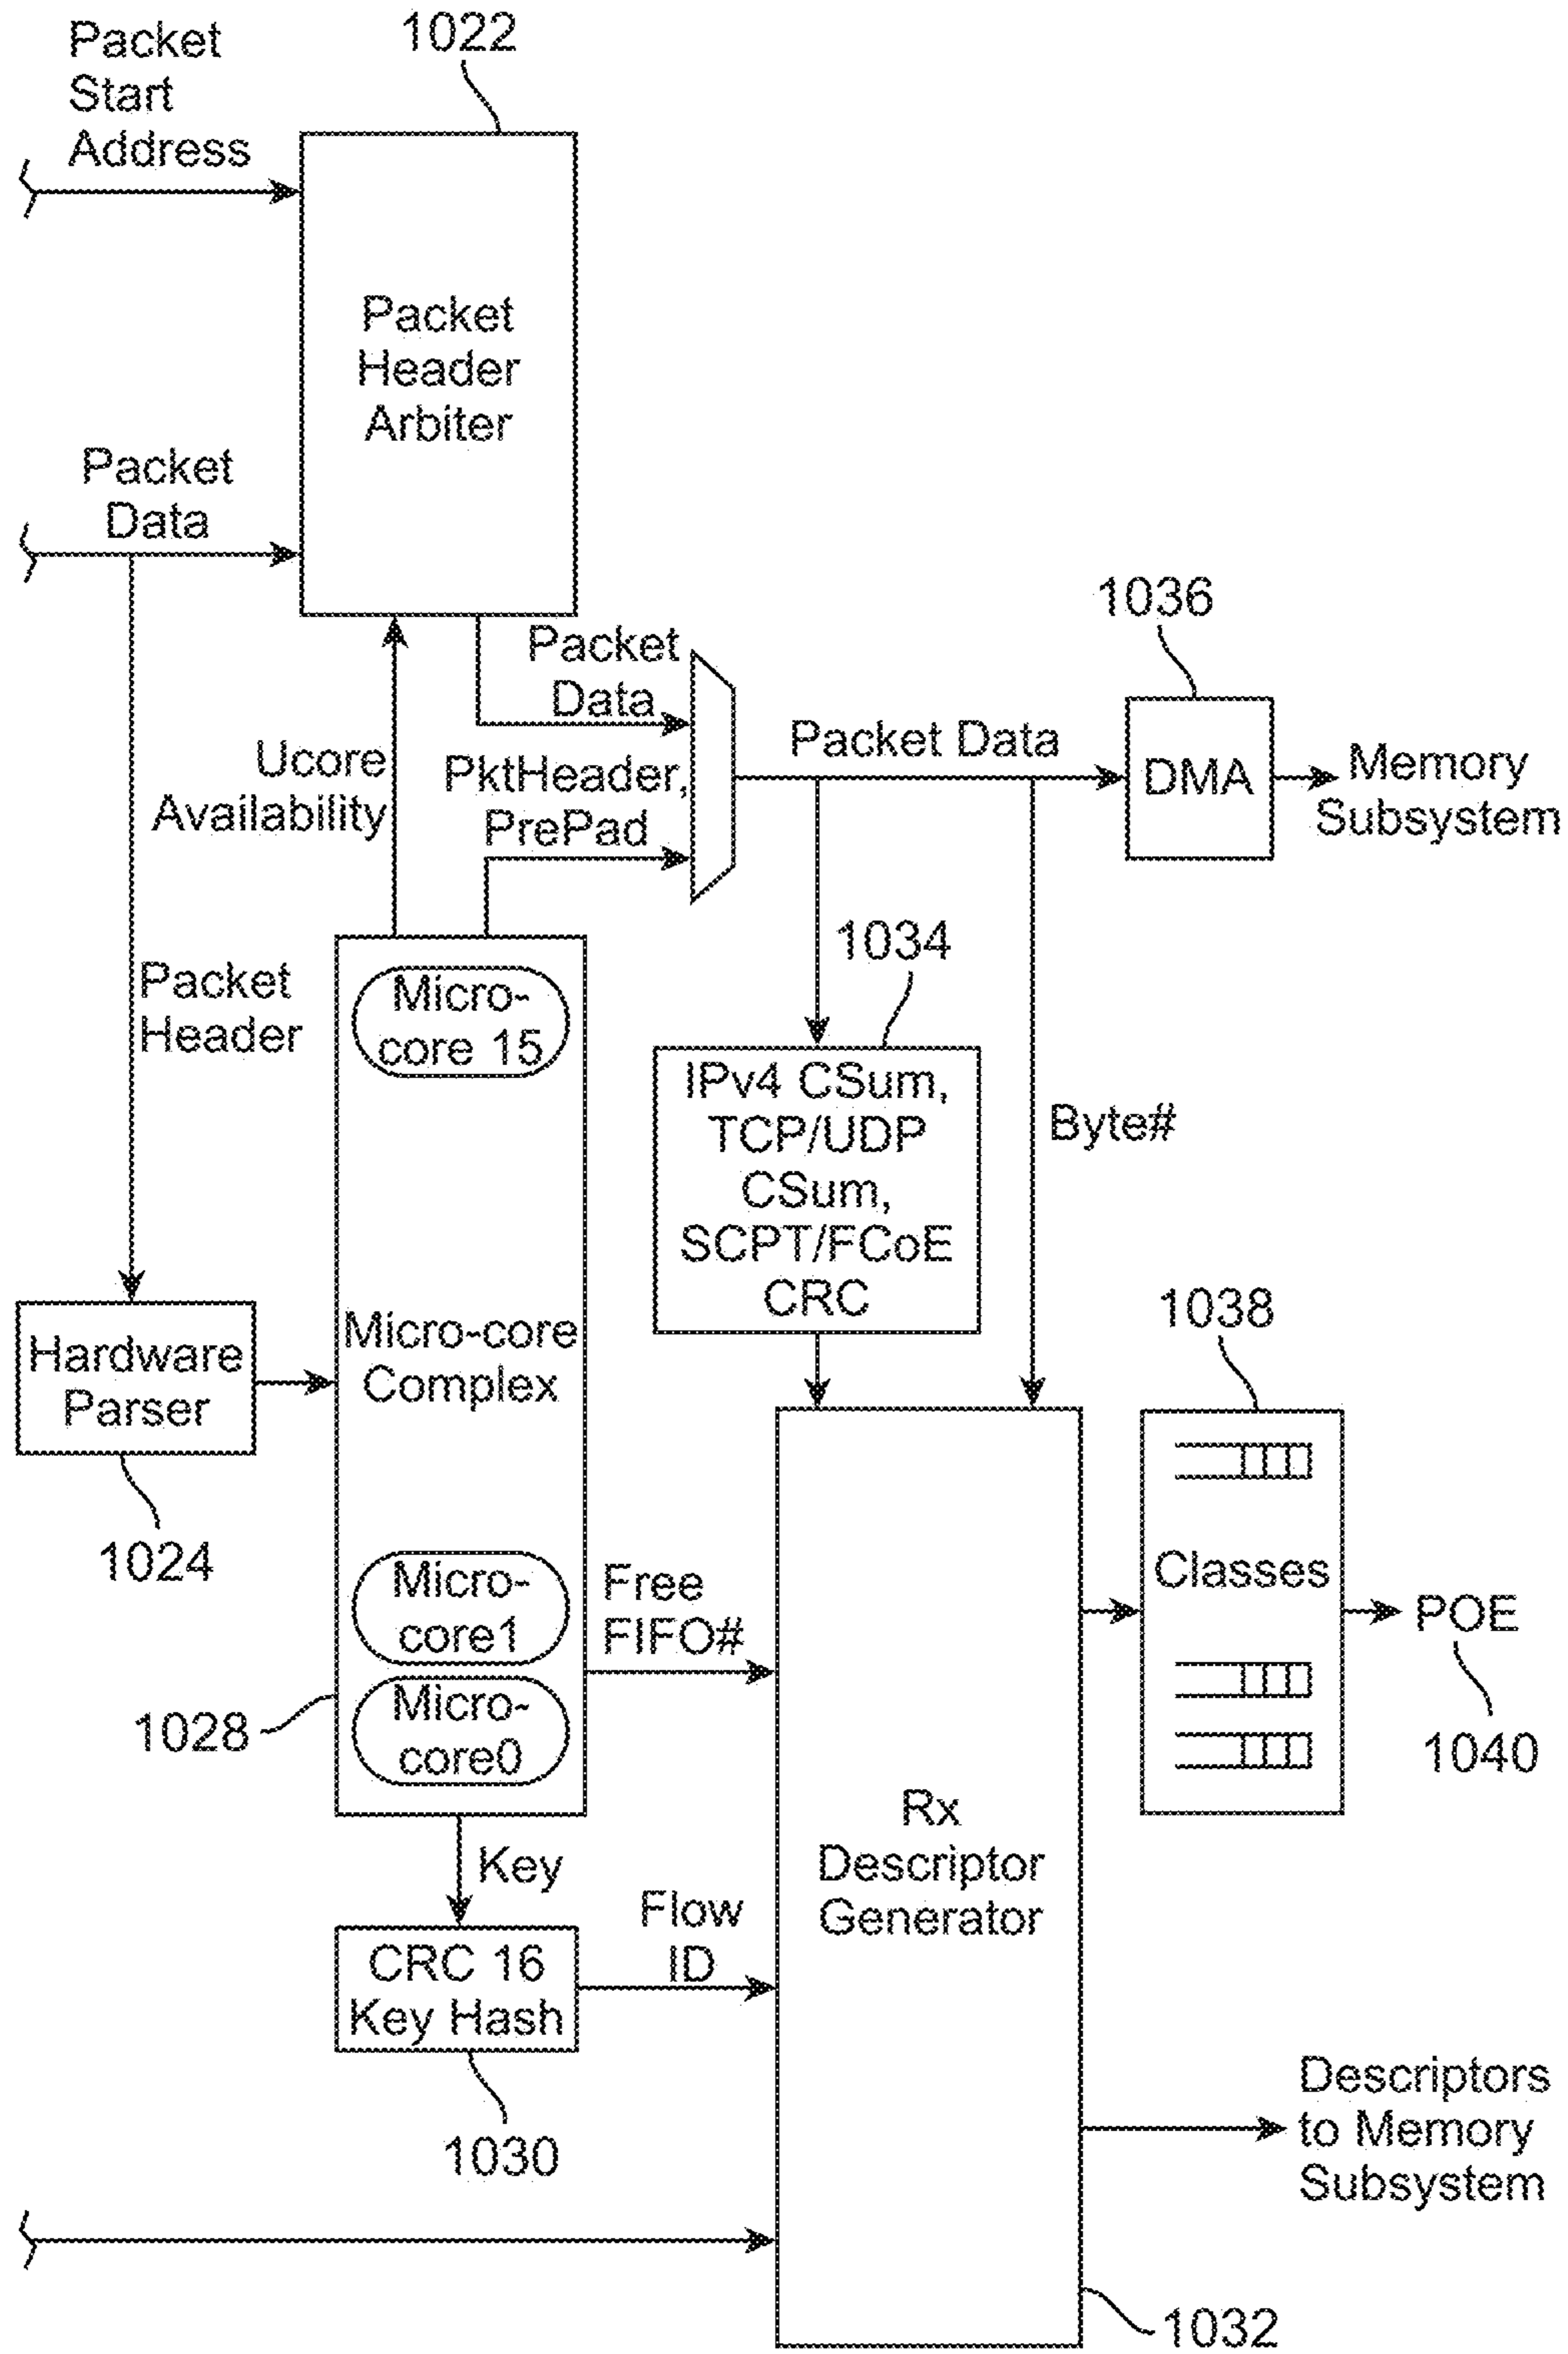 Packet
Start
Address
1022
Packet
Header
Arbiter
Packet
Data
1036
Packet
Data
Packet Data
DMA
Memory
Subsystem
Ucore
Availability
PktHeader,
PrePad
1034
Packet
Header
Micro-
core 15
IPv4 CSum,
TCP/UDP
CSum,
SCPT/FCoE
CRC
Byte#
1038
Hardware
Parser
Micro-core
Complex
1024
Micro-
core1
Free
FIFO#
Classes
POE
1040
1028
Micro-
core0
Rx
Descriptor
Generator
Key
Flow
ID
CRC 16
Key Hash
1030
Descriptors
to Memory
Subsystem
1032